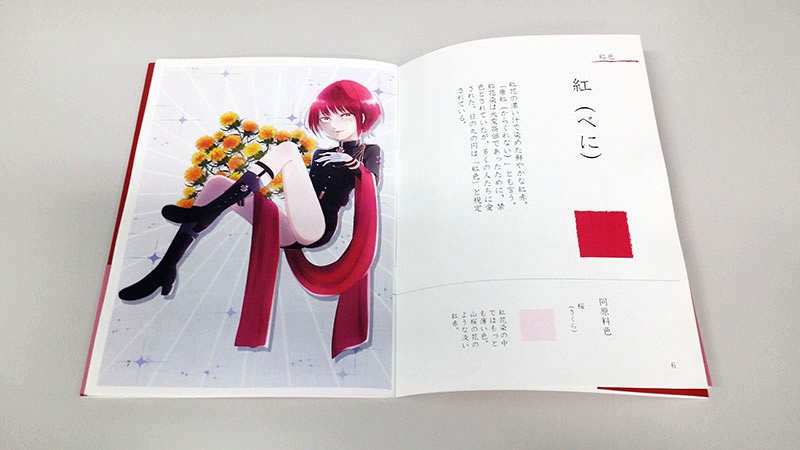 紅色
紅（べに）
紅花の濃い汁で染めた鮮やかな紅赤。
「唐紅（からくれない）」とも言う。
紅花染は大変高価であったために、禁
色とされていたが、多くの人たちに愛
された。日の丸の円は「紅色」と規定
されている。
同原料色
桜
（さくら）
紅花染の中
ではもっと
も薄い色。
山桜の花の
ような淡い
紅赤。
6
7